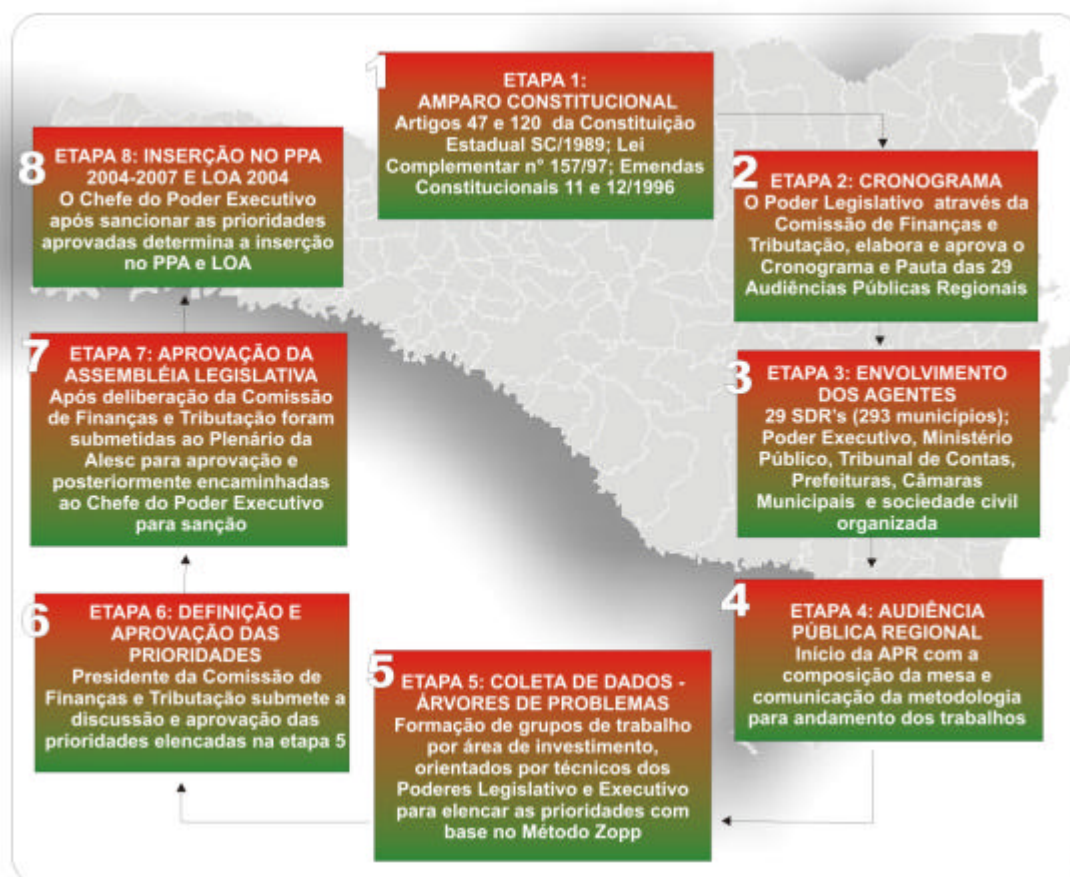 1
ETAPA 1:
AMPARO CONSTITUCIONAL
Artigos 47 e 120 da Constituição
Estadual SC/1989; Lei
Complementar n° 157/97; Emendas
Constitucionais 11 e 12/1996
2
ETAPA 2: CRONOGRAMA
O Poder Legislativo através da
Comissão de Finanças e
Tributação, elabora e aprova o
Cronograma e Pauta das 29
Audiências Públicas Regionais
3
ETAPA 3: ENVOLVIMENTO
DOS AGENTES
29 SDR's (293 municípios);
Poder Executivo, Ministério
Público, Tribunal de Contas,
Prefeituras, Câmaras
Municipais e sociedade civil
organizada
4
ETAPA 4: AUDIÊNCIA
PÚBLICA REGIONAL
Início da APR com a
composição da mesa e
comunicação da metodologia
para andamento dos trabalhos
5
ETAPA 5: COLETA DE DADOS -
ÁRVORES DE PROBLEMAS
Formação de grupos de trabalho
por área de investimento,
orientados por técnicos dos
Poderes Legislativo e Executivo
para elencar as prioridades com
base no Método Zopp
6
ETAPA 6: DEFINIÇÃO E
APROVAÇÃO DAS
PRIORIDADES
Presidente da Comissão de
Finanças e Tributação submete a
discussão e aprovação das
prioridades elencadas na etapa 5
7
ETAPA 7: APROVAÇÃO DA
ASSEMBLÉIA LEGISLATIVA
Após deliberação da Comissão
de Finanças e Tributação foram
submetidas ao Plenário da
Alesc para aprovação e
posteriormente encaminhadas
ao Chefe do Poder Executivo
para sanção
8
ETAPA 8: INSERÇÃO NO PPA
2004-2007 E LOA 2004
O Chefe do Poder Executivo
após sancionar as prioridades
aprovadas determina a inserção
no PPA e LOA